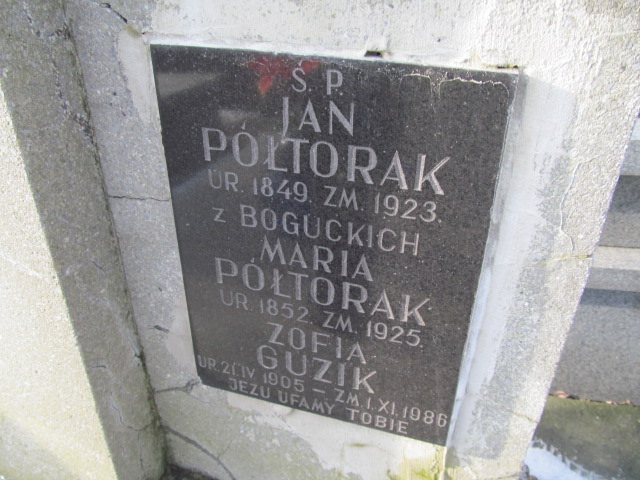 Ś. P.
JAN
PÓŁTORAK
UR. 1849. ZM. 1923.
z BOGUCKICH
MARIA
PÓŁTORAK
UR. 1852. ZM. 1925.
ZOFIA
GUZIK
UR. 21. IV 1905 – ZM. 1. XI. 1986
JEZU UFAMY TOBIE